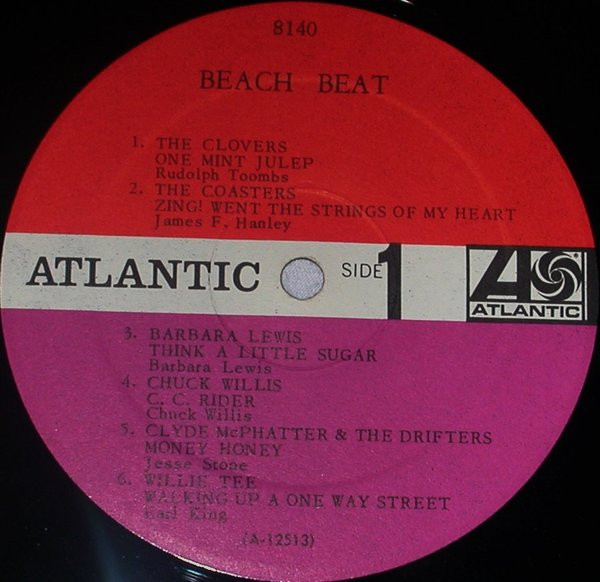 8140
BEACH BEAT
1. THE CLOVERS
ONE MINT JULEP
Rudolph Toombs
2. THE COASTERS
ZING! WENT THE STRINGS OF MY HEART
James F. Hanley
ATLANTIC SIDE 1 ATLANTIC
3. BARBARA LEWIS
THINK A LITTLE SUGAR
Barbara Lewis
4. CHUCK WILLIS
C. C. RIDER
Chuck Willis
5. CLYDE McPHATTER & THE DRIFTERS
MONEY HONEY
Jesse Stone
6. WILLIE TEE
WALKING UP A ONE WAY STREET
Earl King
(A-12513)